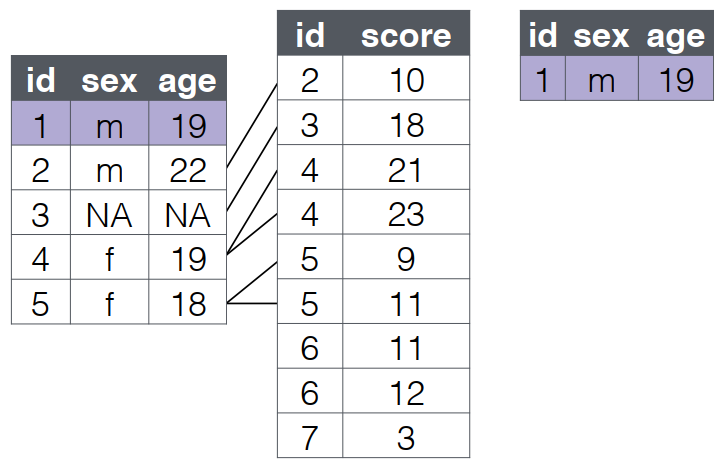 id sex age
1 m 19
2 m 22
3 NA NA
4 f 19
5 f 18
id score
2 10
3 18
4 21
4 23
5 9
5 11
6 11
6 12
7 3
id sex age
1 m 19